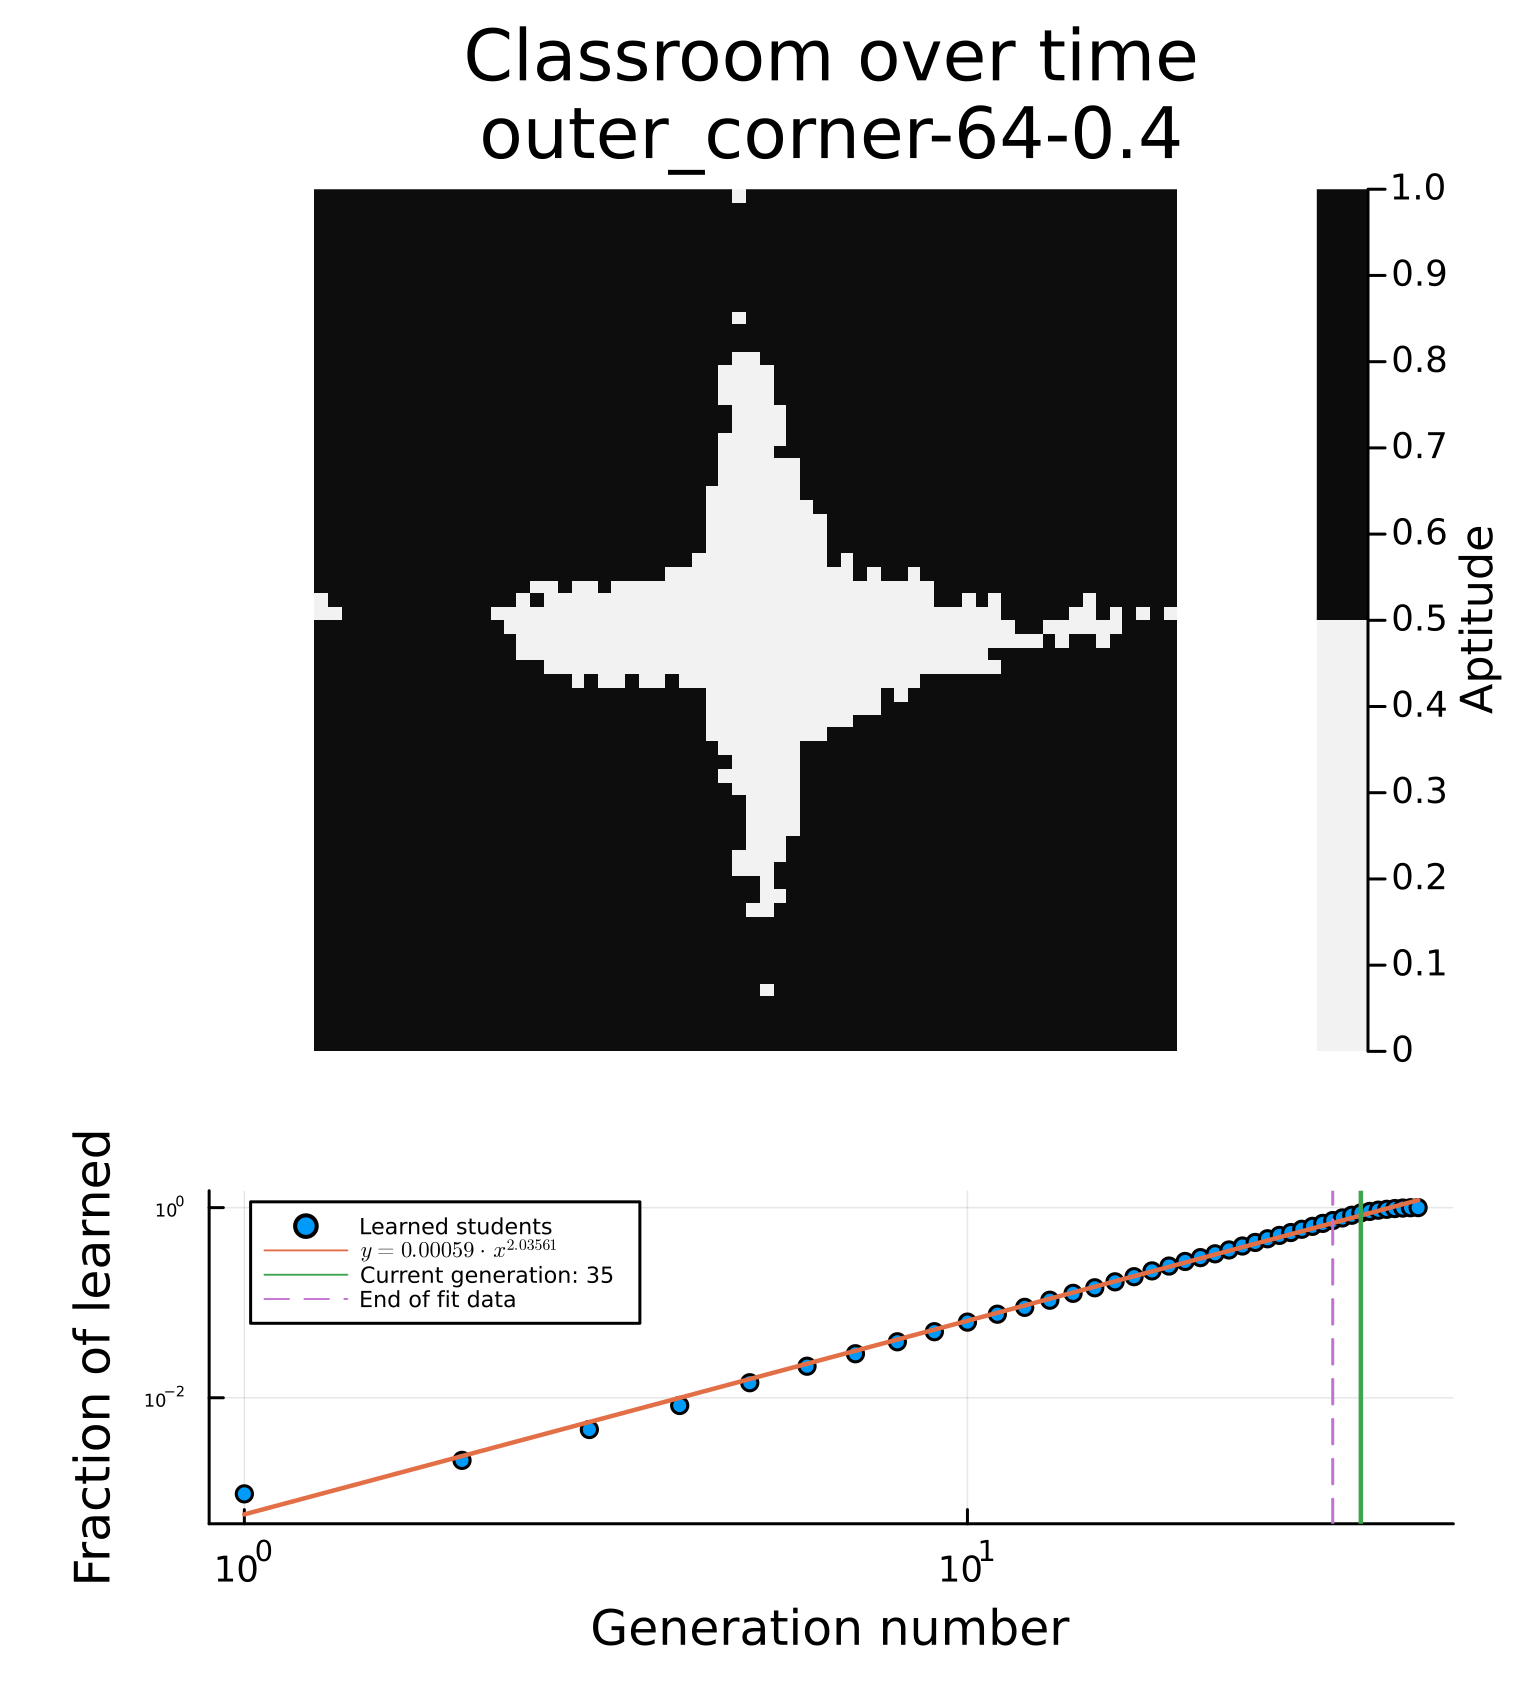 Classroom over time
outer_corner-64-0.4
1.0
0.9
0.8
0.7
0.6
0.5
0.4
0.3
0.2
0.1
0
Aptitude
Fraction of learned
10⁰
10⁻²
Learned students
y = 0.00059 · x^2.03561
Current generation: 35
End of fit data
10⁰
10¹
Generation number